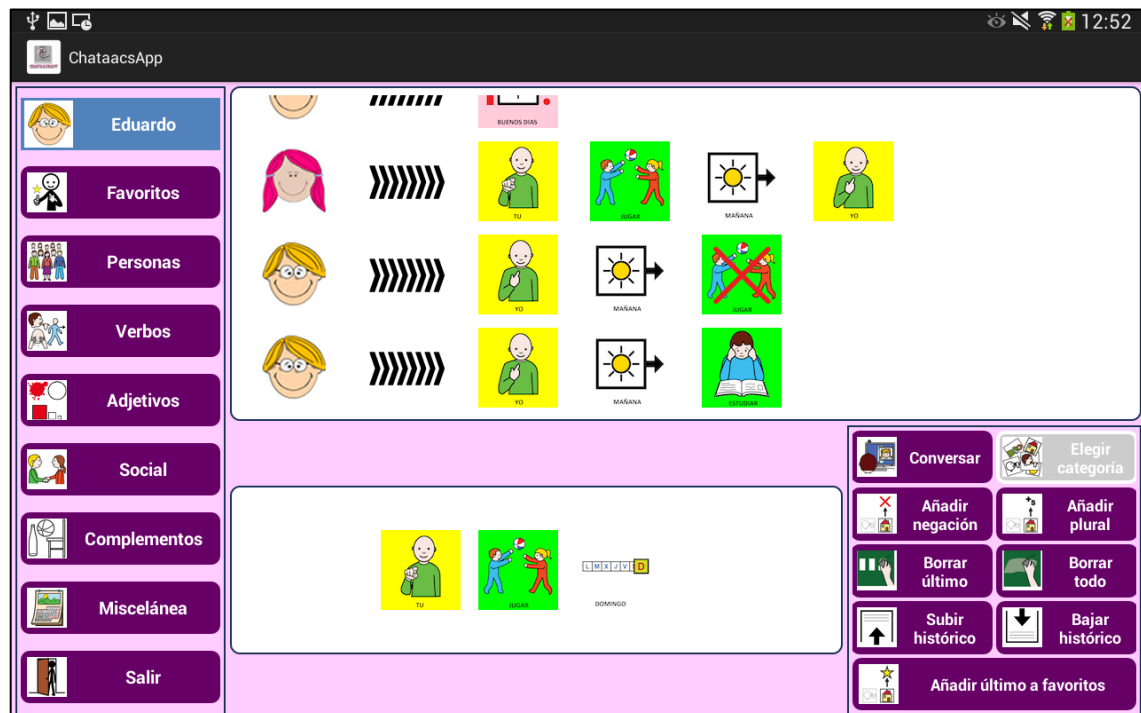 12:52
ChataacsApp
Eduardo
Favoritos
Personas
Verbos
Adjetivos
Social
Complementos
Miscelánea
Salir
BUENOS DIAS
TU JUGAR MAÑANA YO
YO MAÑANA JUGAR
YO MAÑANA ESTUDIAR
L M X J V D
TU JUGAR DOMINGO
Conversar
Elegir
categoría
Añadir
negación
Añadir
plural
Borrar
último
Borrar
todo
Subir
histórico
Bajar
histórico
Añadir último a favoritos